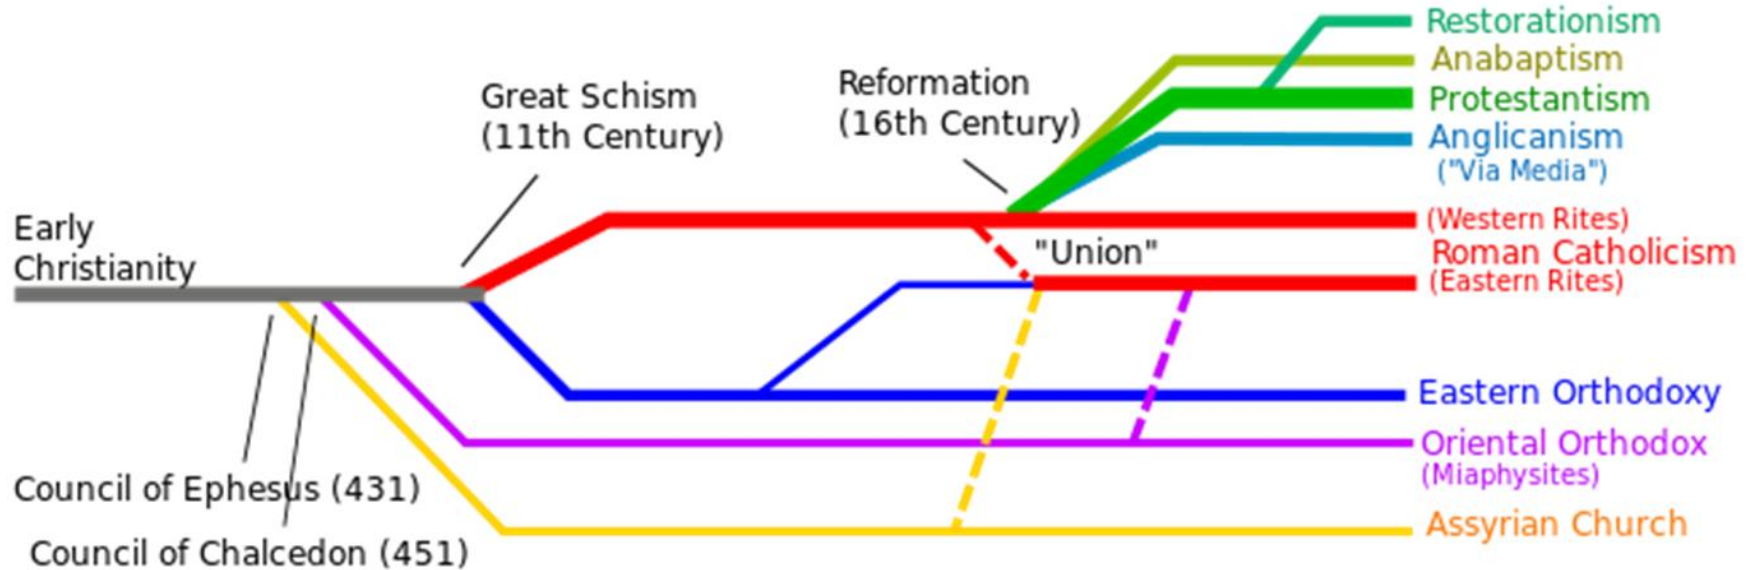 Restorationism
Anabaptism
Protestantism
Anglicanism
("Via Media")
Great Schism
(11th Century)
Reformation
(16th Century)
Early
Christianity
"Union"
(Western Rites)
Roman Catholicism
(Eastern Rites)
Eastern Orthodoxy
Oriental Orthodox
(Miaphysites)
Assyrian Church
Council of Ephesus (431)
Council of Chalcedon (451)